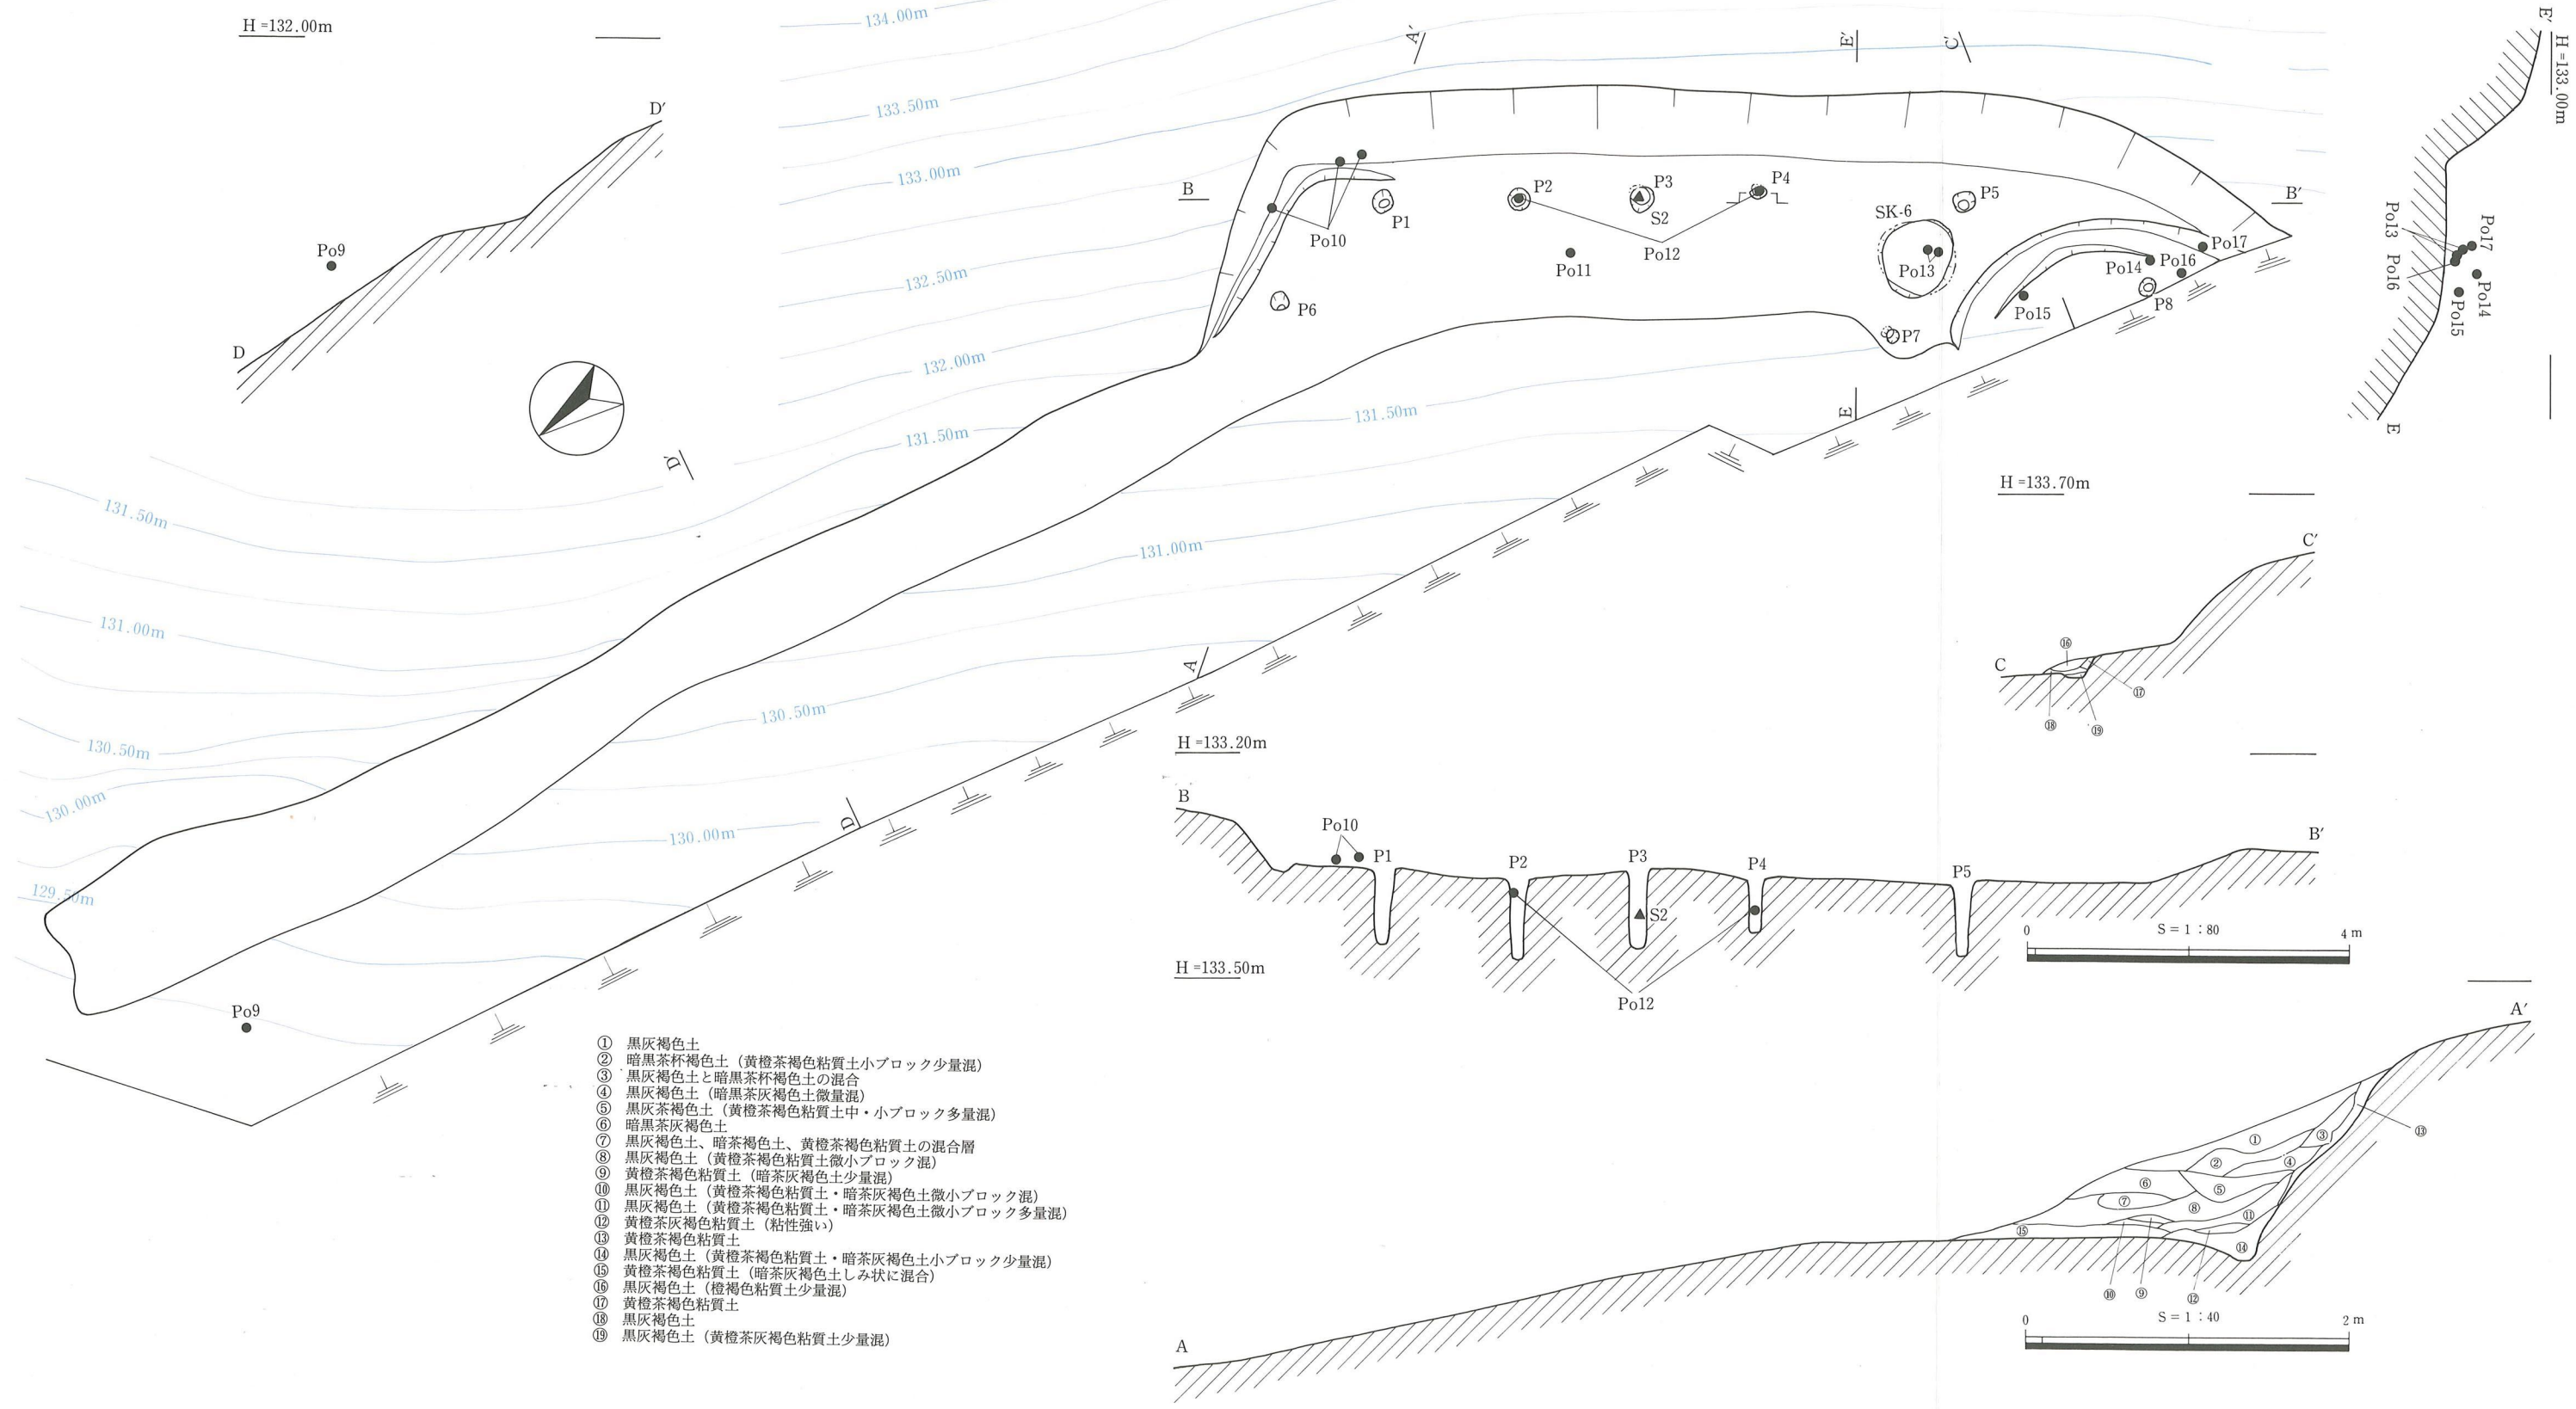 H=132.00m
D′
Po9
D
D′
134.00m
133.50m
133.00m
132.50m
132.00m
131.50m
131.50m
131.50m
131.00m
131.00m
130.50m
130.50m
130.00m
130.00m
129.50m
A′
E′
C′
B
B′
P1
P2
P3
S2
P4
P5
SK-6
Po10
Po11
Po12
Po13
Po14
Po15
Po16
Po17
P6
P7
P8
E
A
D
Po9
E′
H=133.00m
Po13
Po16
Po17
Po14
Po15
E
H=133.70m
C′
C
⑯
⑰
⑱
⑲
H=133.20m
B
B′
Po10
P1
P2
P3
P4
P5
S2
Po12
0 S=1:80 4m
H=133.50m
A′
A
①
②
③
④
⑤
⑥
⑦
⑧
⑪
⑬
⑭
⑮
⑩
⑨
⑫
0 S=1:40 2m
① 黒灰褐色土
② 暗黒茶杯褐色土（黄橙茶褐色粘質土小ブロック少量混）
③ 黒灰褐色土と暗黒茶杯褐色土の混合
④ 黒灰褐色土（暗黒茶灰褐色土微量混）
⑤ 黒灰茶褐色土（黄橙茶褐色粘質土中・小ブロック多量混）
⑥ 暗黒茶灰褐色土
⑦ 黒灰褐色土、暗茶褐色土、黄橙茶褐色粘質土の混合層
⑧ 黒灰褐色土（黄橙茶褐色粘質土微小ブロック混）
⑨ 黄橙茶褐色粘質土（暗茶灰褐色土少量混）
⑩ 黒灰褐色土（黄橙茶褐色粘質土・暗茶灰褐色土微小ブロック混）
⑪ 黒灰褐色土（黄橙茶褐色粘質土・暗茶灰褐色土微小ブロック多量混）
⑫ 黄橙茶灰褐色粘質土（粘性強い）
⑬ 黄橙茶褐色粘質土
⑭ 黒灰褐色土（黄橙茶褐色粘質土・暗茶灰褐色土小ブロック少量混）
⑮ 黄橙茶褐色粘質土（暗茶灰褐色土しみ状に混合）
⑯ 黒灰褐色土（橙褐色粘質土少量混）
⑰ 黄橙茶褐色粘質土
⑱ 黒灰褐色土
⑲ 黒灰褐色土（黄橙茶灰褐色粘質土少量混）